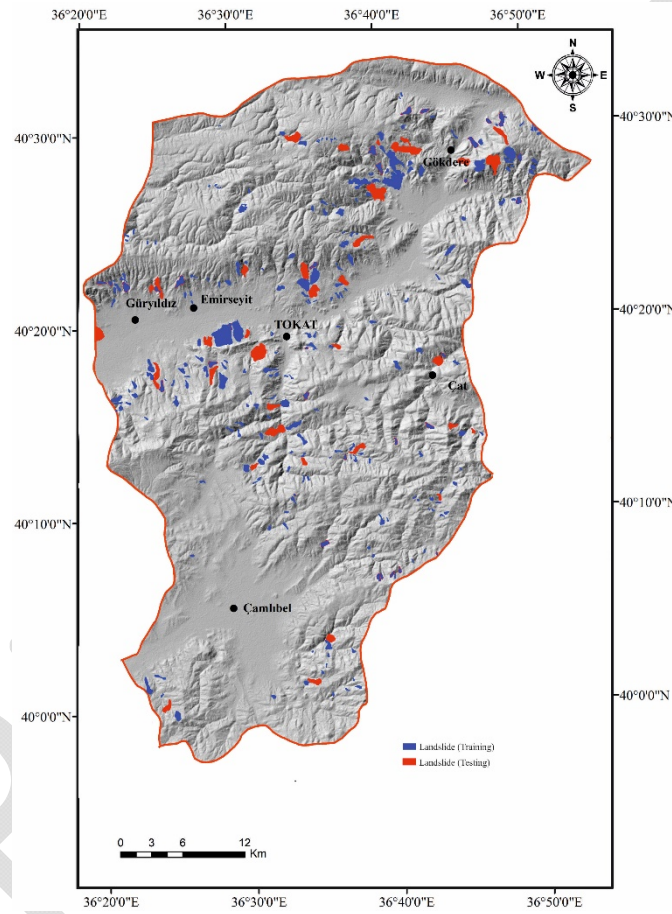 36°20'0"E 36°30'0"E 36°40'0"E 36°50'0"E
N
W E
S
40°30'0"N
40°30'0"N
Gökdere
Güryıldız
Emirseyit
40°20'0"N
TOKAT
40°20'0"N
Çat
40°10'0"N
40°10'0"N
Çamlıbel
40°0'0"N
40°0'0"N
Landslide (Training)
Landslide (Testing)
0 3 6 12
Km
36°20'0"E 36°30'0"E 36°40'0"E 36°50'0"E